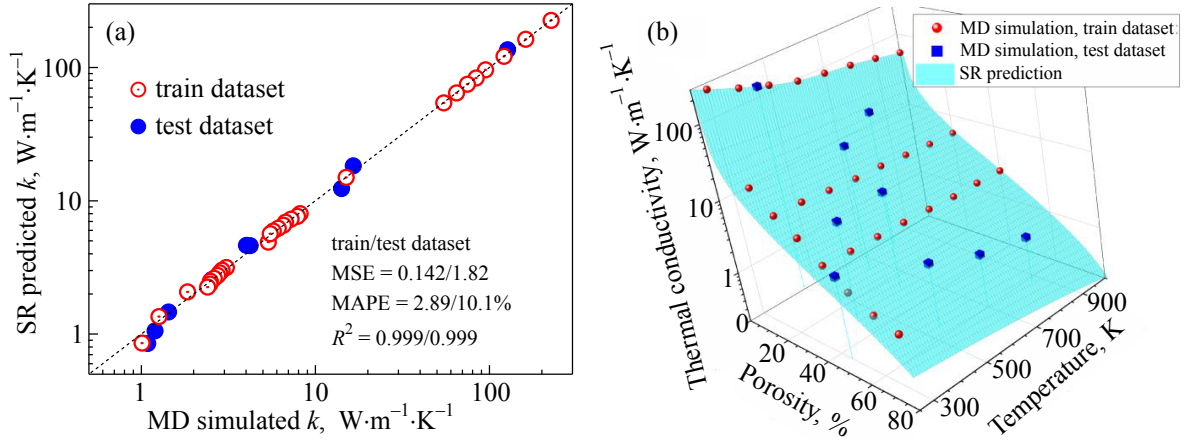 (a)
train dataset
test dataset
train/test dataset
MSE = 0.142/1.82
MAPE = 2.89/10.1%
R² = 0.999/0.999
SR predicted k, W·m⁻¹·K⁻¹
100
10
1
1 10 100
MD simulated k, W·m⁻¹·K⁻¹
(b)
MD simulation, train dataset
MD simulation, test dataset
SR prediction
Thermal conductivity, W·m⁻¹·K⁻¹
100
10
1
0
20
40
60
80
Porosity, %
300
500
700
900
Temperature, K